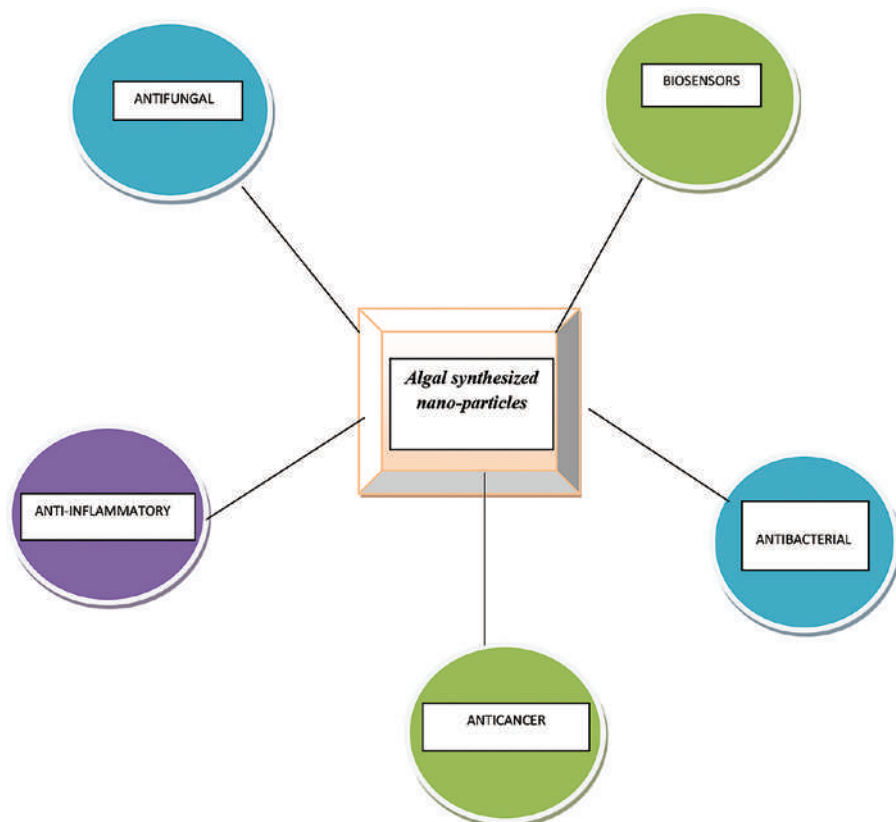 ANTIFUNGAL
BIOSENSORS
Algal synthesized
nano-particles
ANTI-INFLAMMATORY
ANTIBACTERIAL
ANTICANCER